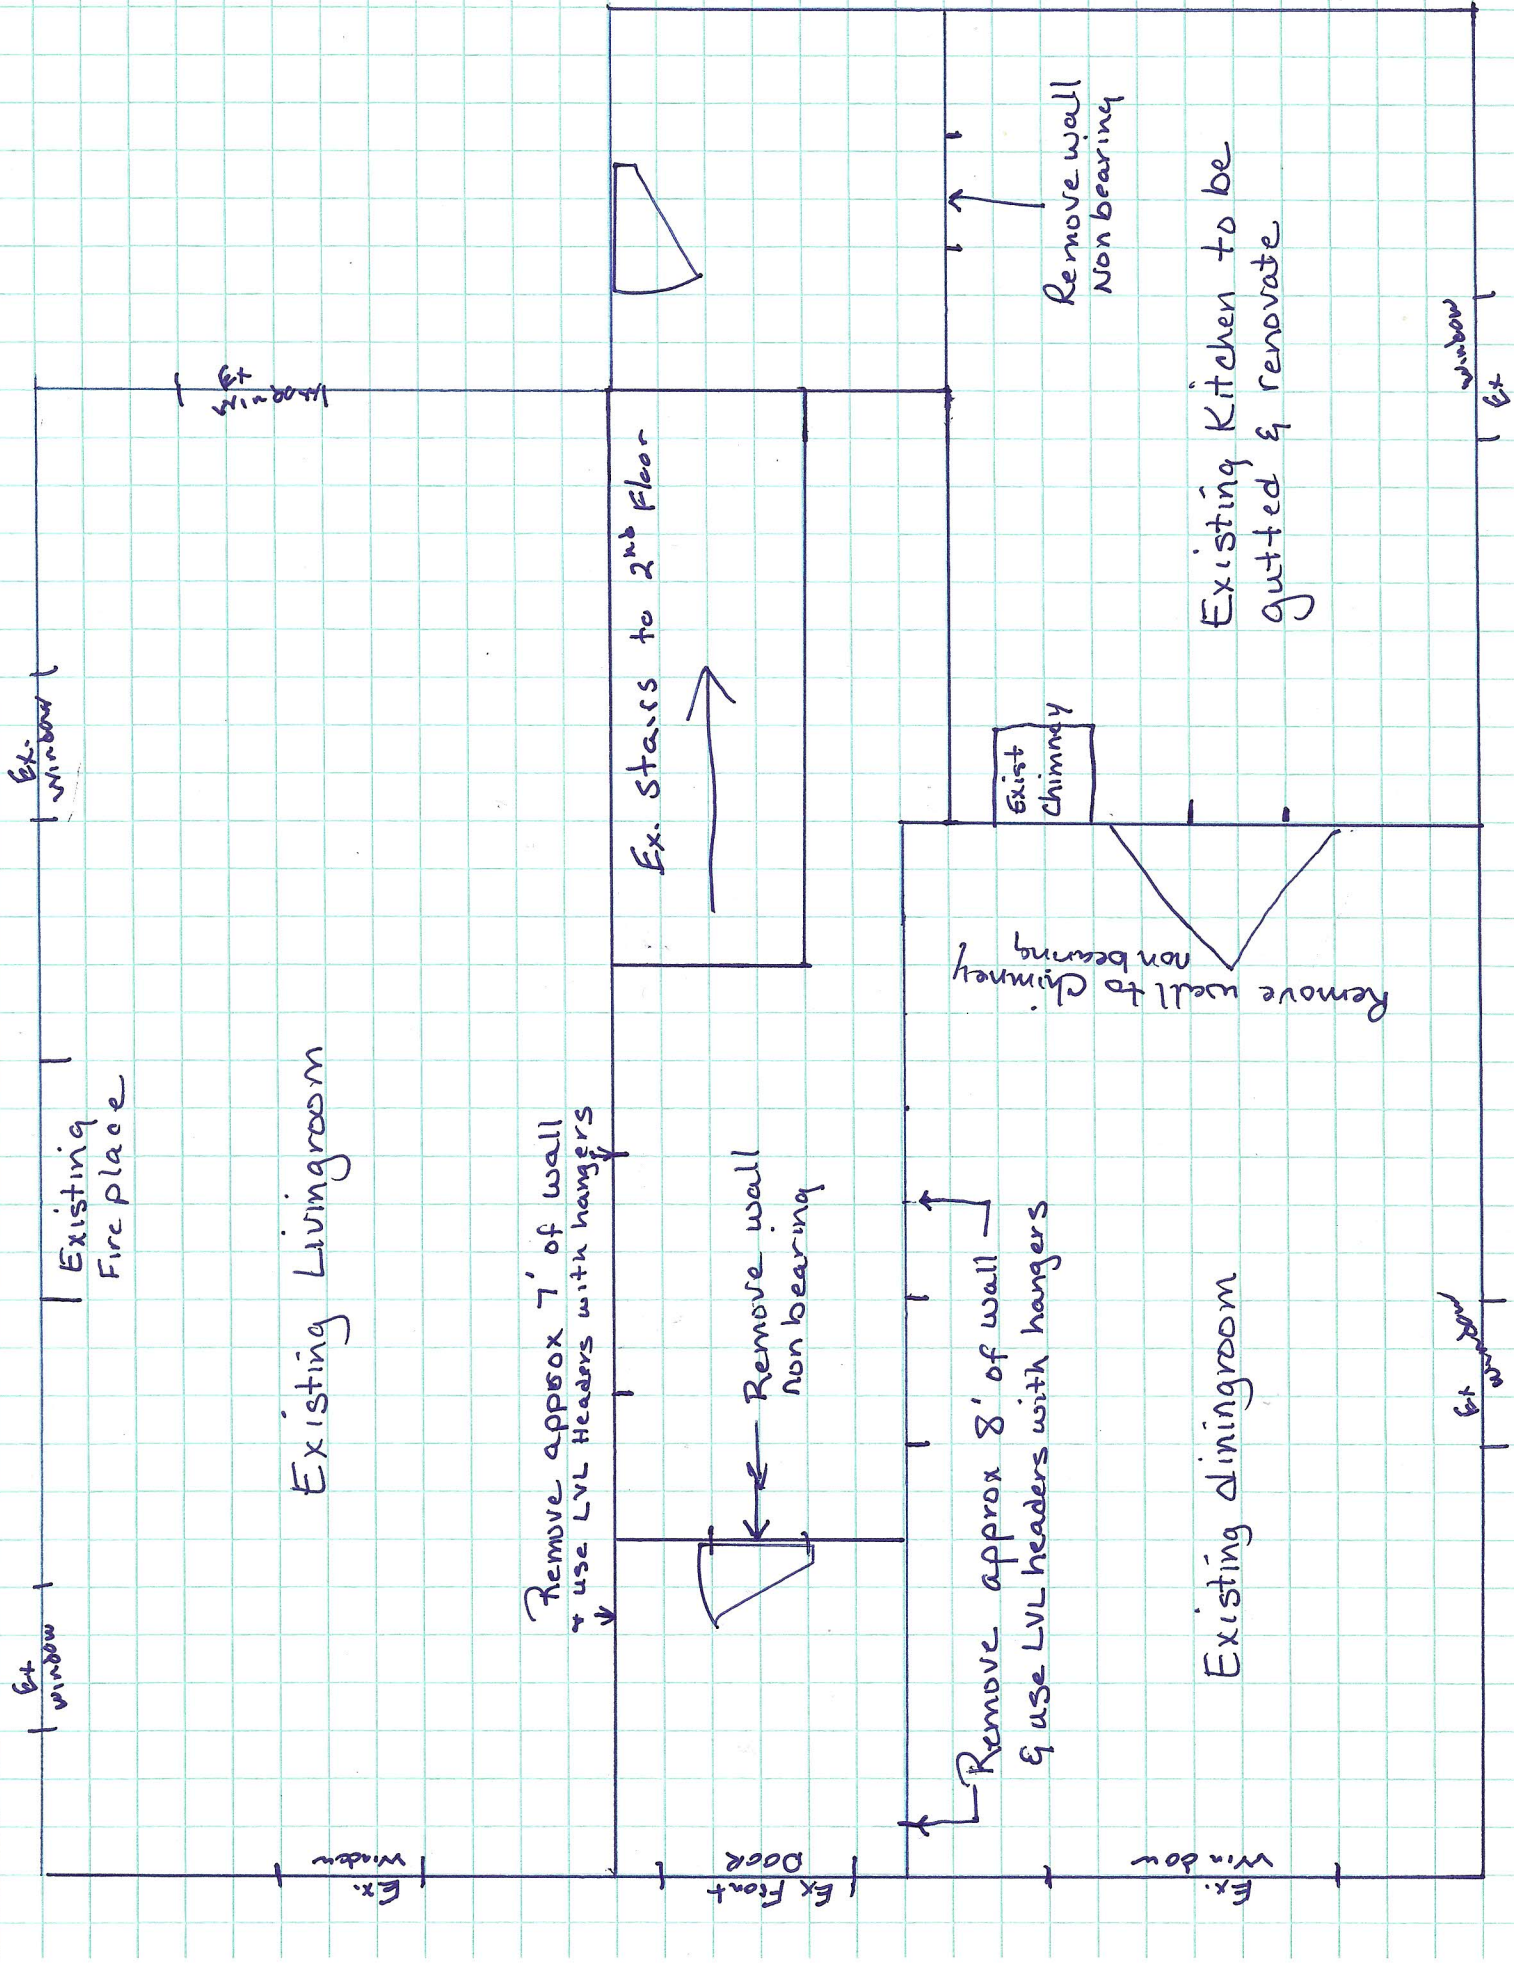 Ex
window
Ex.
window
Ex
window
Existing
Fireplace
Existing Livingroom
Remove approx 7' of wall
+ use LVL Headers with hangers
Ex. Stairs to 2nd Floor
Remove wall
non bearing
Remove approx 8' of wall
& use LVL headers with hangers
Existing diningroom
Remove wall to Chimney
non bearing
Exist
Chimney
Remove wall
Non bearing
Existing Kitchen to be
gutted & renovate
window
Ex
Ex
window
Ex.
window
Ex Front
DOOR
Ex.
Window